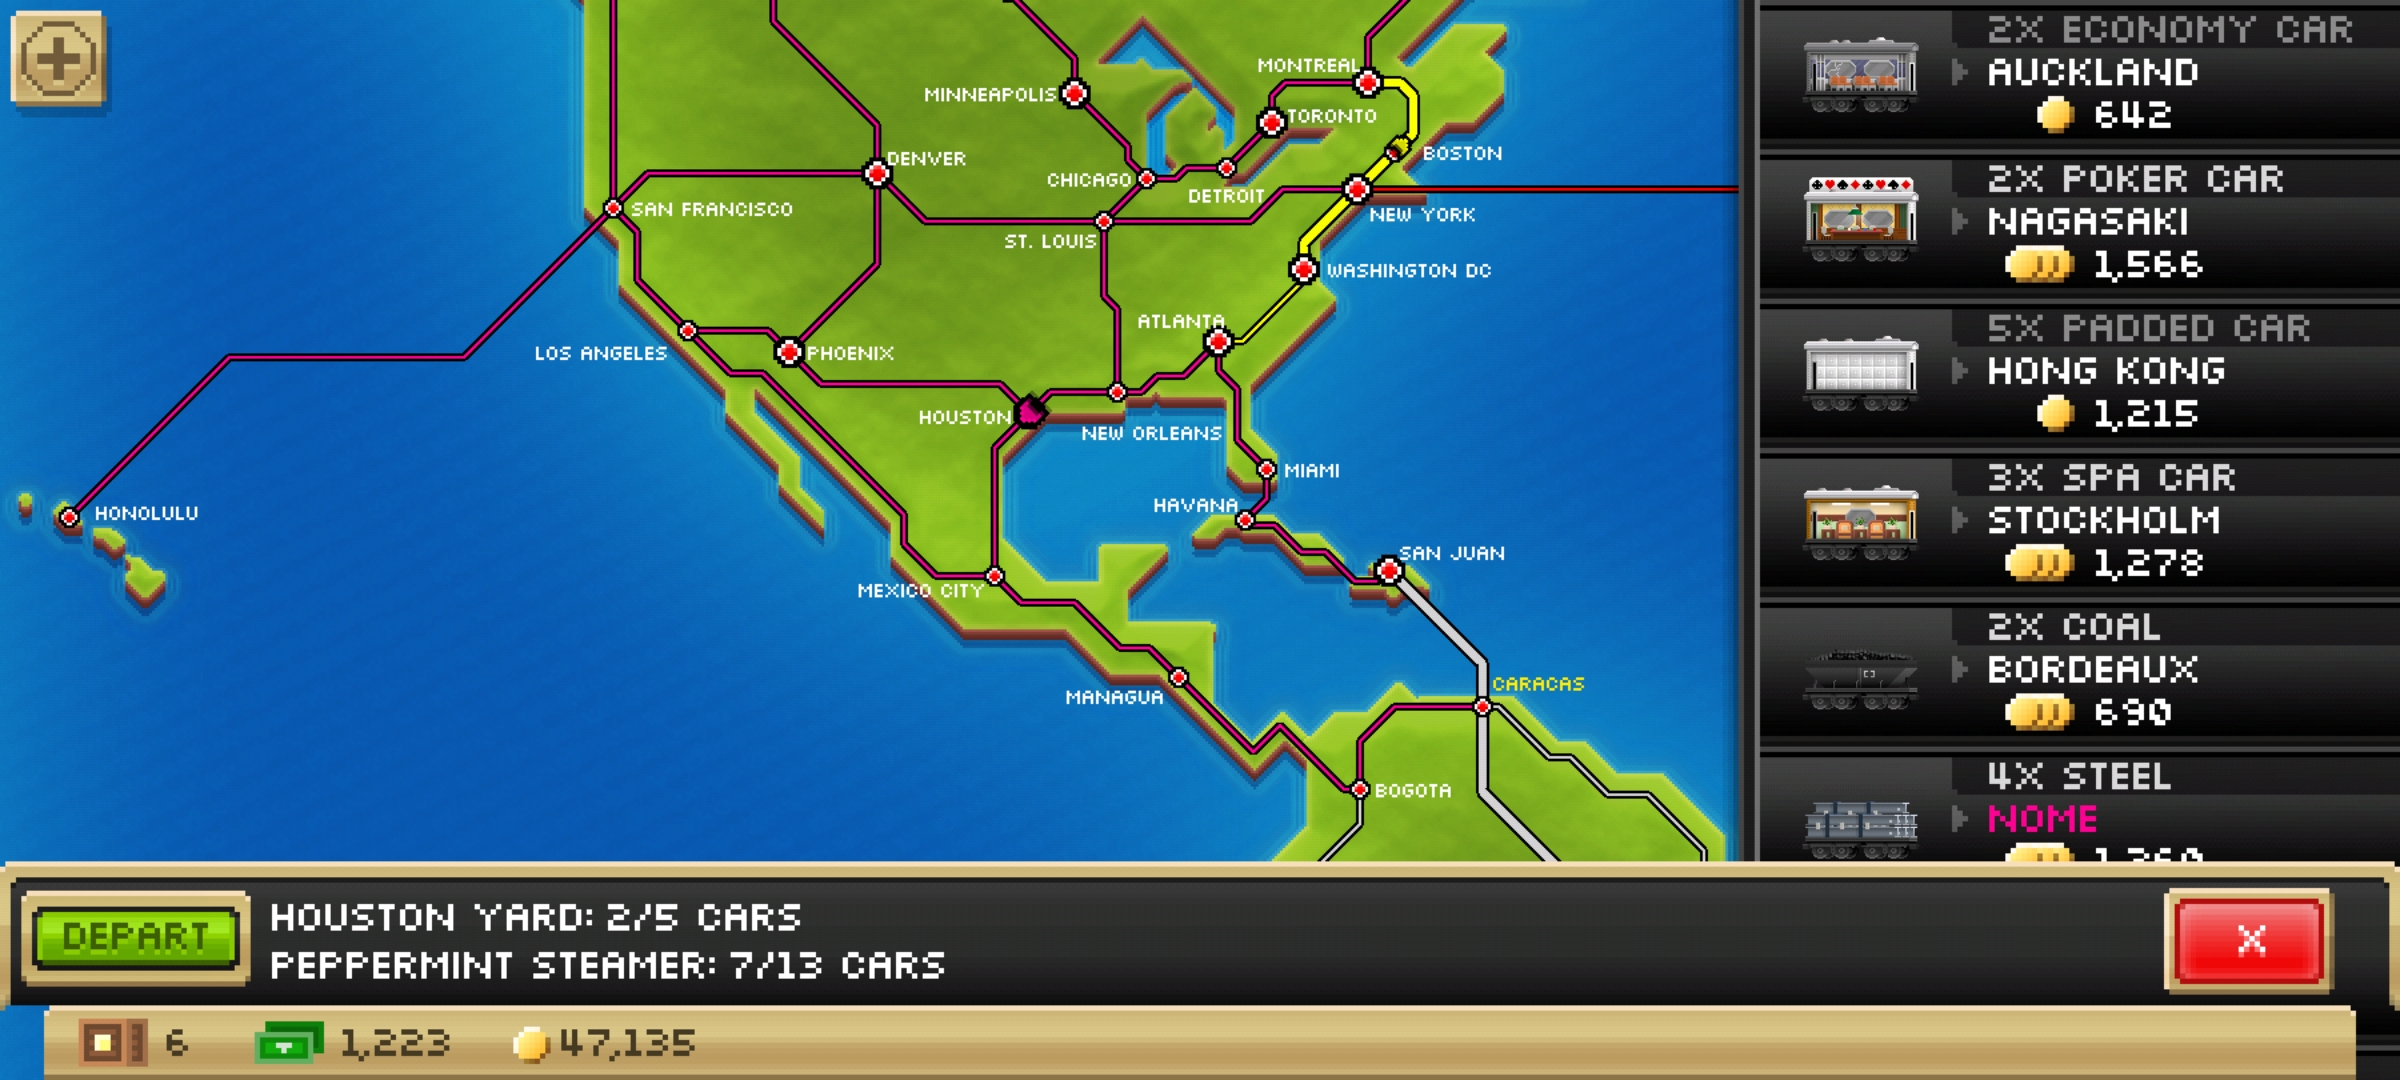 MONTREAL
MINNEAPOLIS
TORONTO
DENVER
BOSTON
CHICAGO
DETROIT
SAN FRANCISCO
NEW YORK
ST. LOUIS
WASHINGTON DC
ATLANTA
LOS ANGELES
PHOENIX
HOUSTON
NEW ORLEANS
MIAMI
HAVANA
HONOLULU
SAN JUAN
MEXICO CITY
CARACAS
MANAGUA
BOGOTA
2X ECONOMY CAR
AUCKLAND
642
2X POKER CAR
NAGASAKI
1,566
5X PADDED CAR
HONG KONG
1,215
3X SPA CAR
STOCKHOLM
1,278
2X COAL
BORDEAUX
690
4X STEEL
NOME
DEPART
HOUSTON YARD: 2/5 CARS
PEPPERMINT STEAMER: 7/13 CARS
X
6
1,223
47,135